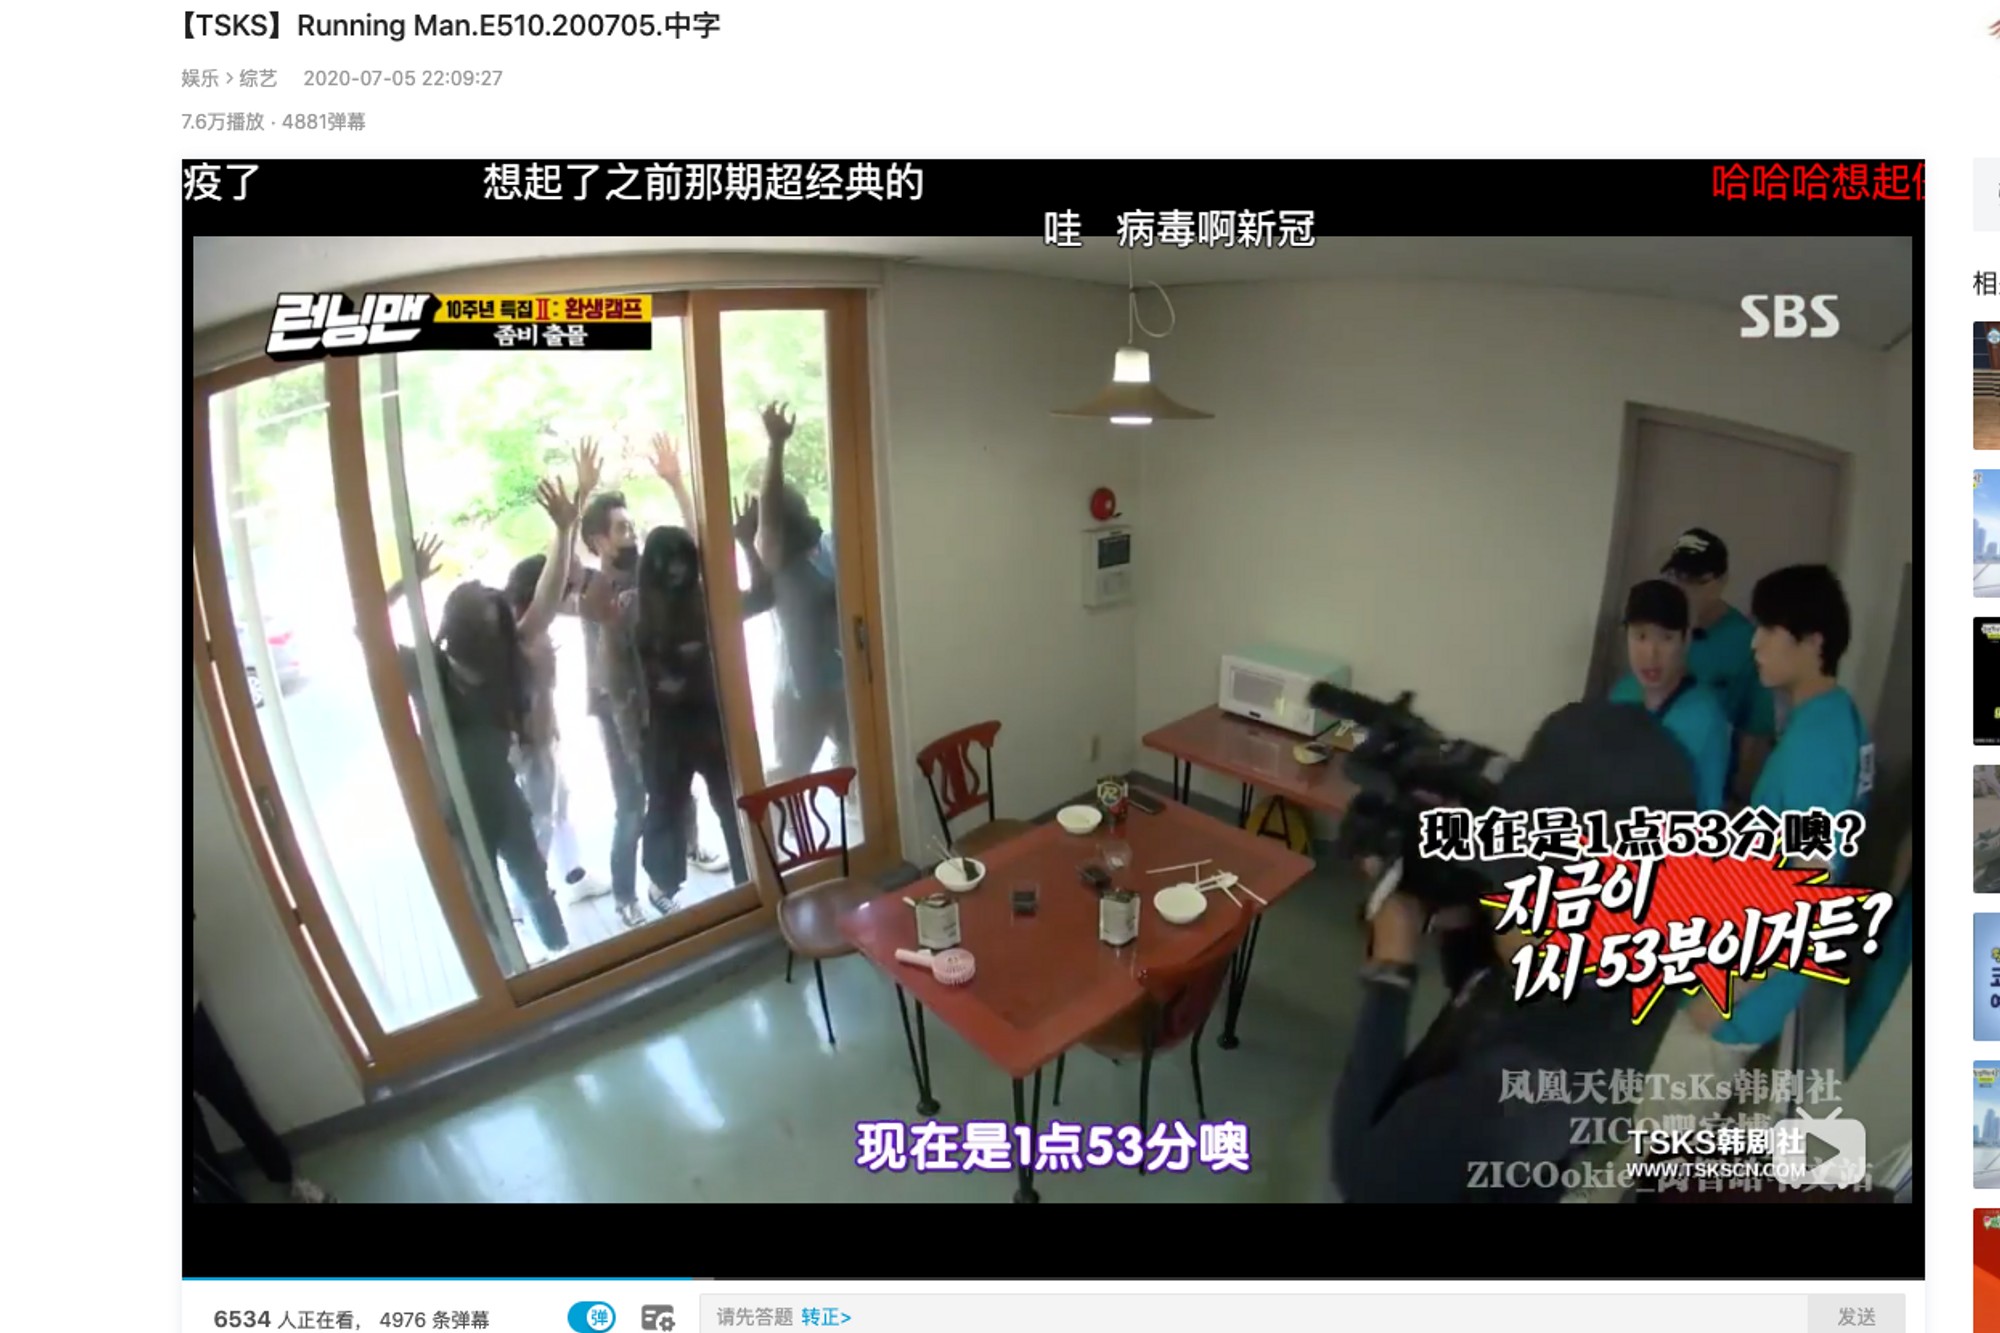 【TSKS】Running Man.E510.200705.中字
娱乐 > 综艺 2020-07-05 22:09:27
7.6万播放 · 4881弹幕
疫了 想起了之前那期超经典的 哈哈哈想起
哇 病毒啊新冠
런닝맨 10주년 특집Ⅱ: 환생캠프
좀비 출몰
SBS
相
现在是1点53分噢?
지금이
1시 53분이거든?
现在是1点53分噢
凤凰天使TsKs韩剧社
TSKS韩剧社
WWW.TSKSCN.COM
6534 人正在看， 4976 条弹幕 弹 请先答题 转正> 发送